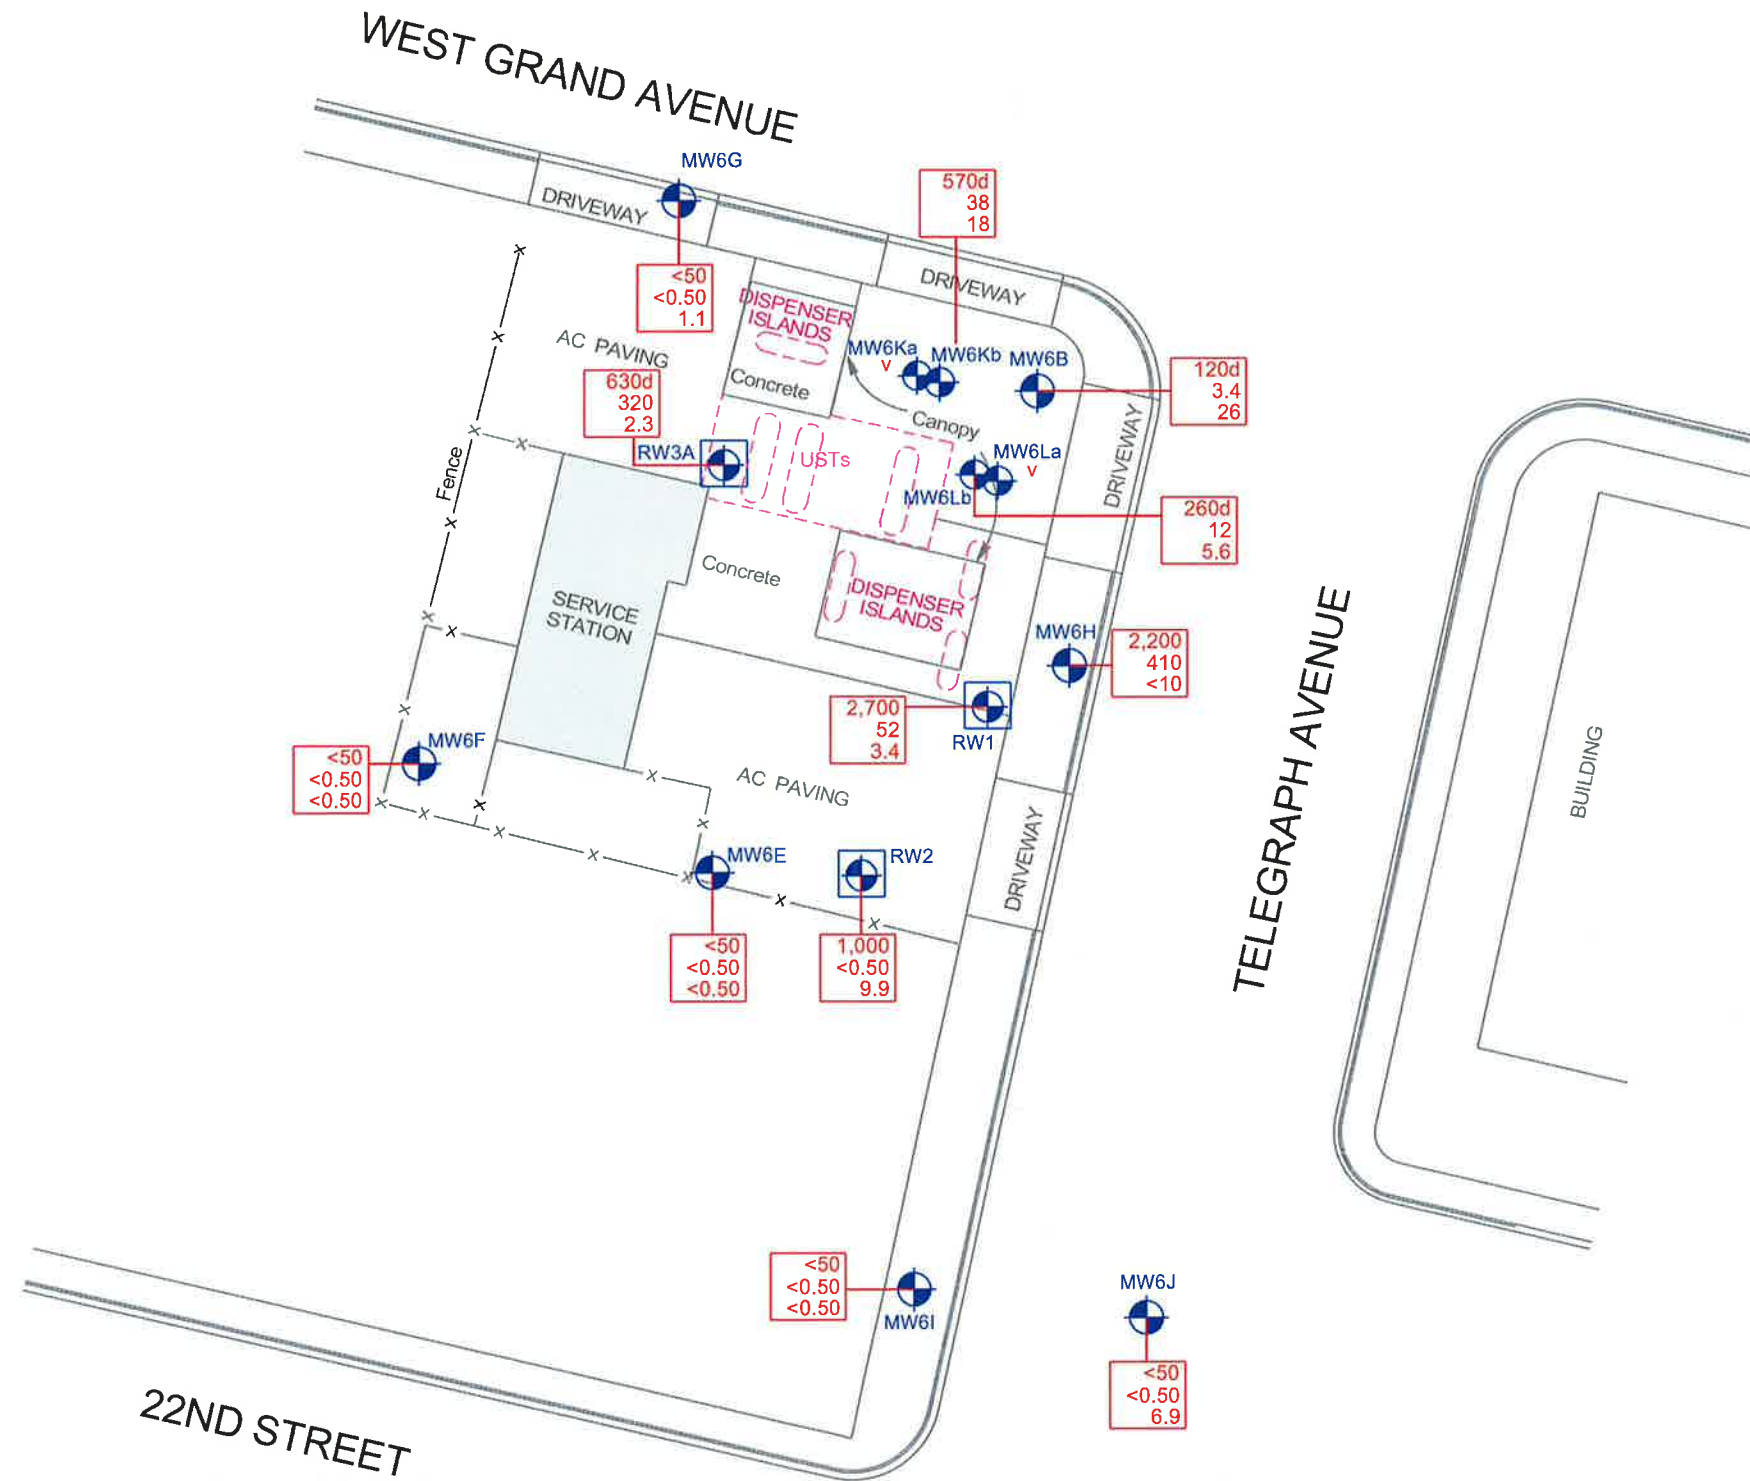 WEST GRAND AVENUE
MW6G
DRIVEWAY
<50
<0.50
1.1
570d
38
18
DRIVEWAY
DISPENSER
ISLANDS
AC PAVING
Concrete
MW6Ka
v
MW6Kb
MW6B
120d
3.4
26
630d
320
2.3
Canopy
DRIVEWAY
RW3A
USTs
MW6La
v
MW6Lb
Fence
260d
12
5.6
Concrete
SERVICE
STATION
DISPENSER
ISLANDS
MW6H
2,200
410
<10
TELEGRAPH AVENUE
BUILDING
2,700
52
3.4
RW1
MW6F
<50
<0.50
<0.50
AC PAVING
DRIVEWAY
MW6E
RW2
<50
<0.50
<0.50
1,000
<0.50
9.9
<50
<0.50
<0.50
MW6I
MW6J
<50
<0.50
6.9
22ND STREET